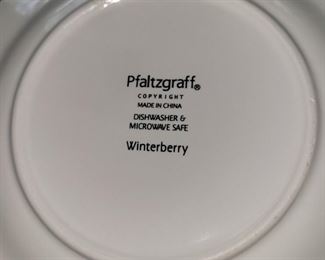 Pfaltzgraff®
COPYRIGHT
MADE IN CHINA
DISHWASHER &
MICROWAVE SAFE
Winterberry